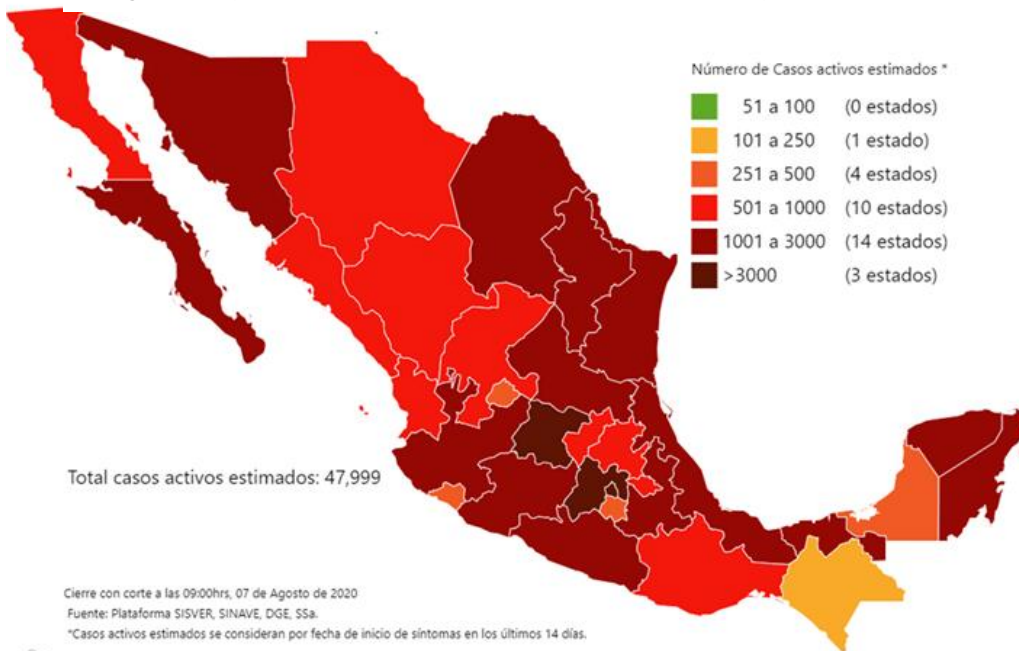 Número de Casos activos estimados *
51 a 100 (0 estados)
101 a 250 (1 estado)
251 a 500 (4 estados)
501 a 1000 (10 estados)
1001 a 3000 (14 estados)
>3000 (3 estados)
Total casos activos estimados: 47,999
Cierre con corte a las 09:00hrs, 07 de Agosto de 2020
Fuente: Plataforma SISVER, SINAVE, DGE, SSa.
*Casos activos estimados se consideran por fecha de inicio de síntomas en los últimos 14 días.